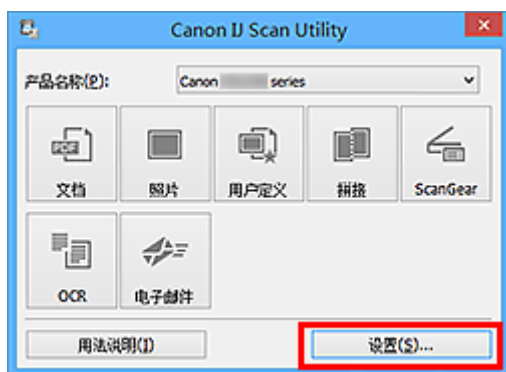 Canon IJ Scan Utility
产品名称(P): Canon series
文档 照片 用户定义 拼接 ScanGear
OCR 电子邮件
用法说明(I) 设置(S)...